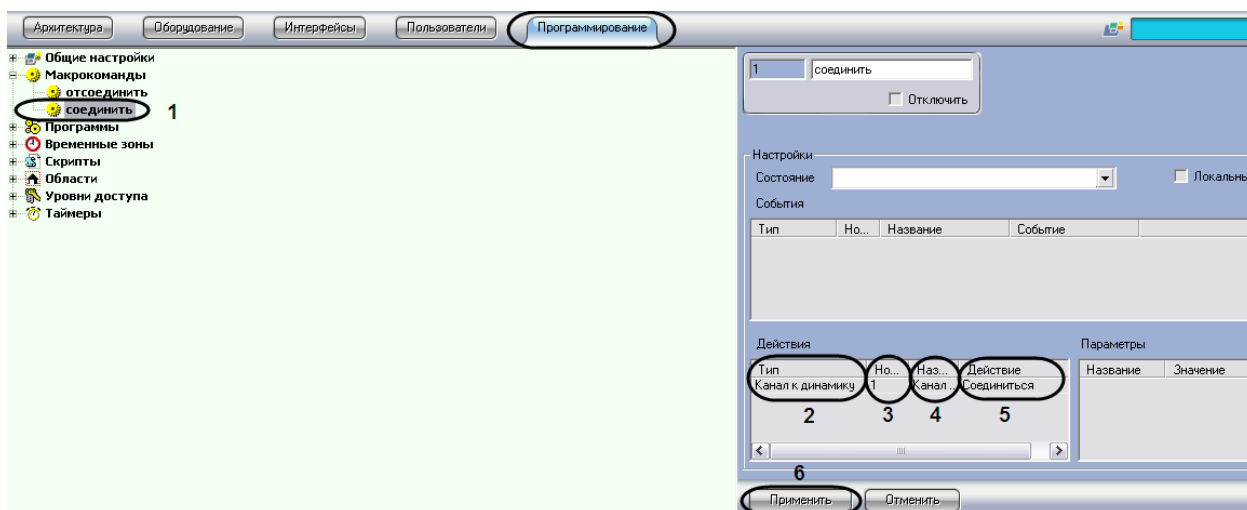 Архитектура Оборудование Интерфейсы Пользователи Программирование
Общие настройки
Макрокоманды
отсоединить
соединить 1
Программы
Временные зоны
Скрипты
Области
Уровни доступа
Таймеры
1 соединить
Отключить
Настройки
Состояние Локальны
События
Тип Но... Название Событие
Действия
Тип Но... Наз... Действие
Канал к динамику 1 Канал ... Соединиться
2 3 4 5
Параметры
Название Значение
6
Применить Отменить